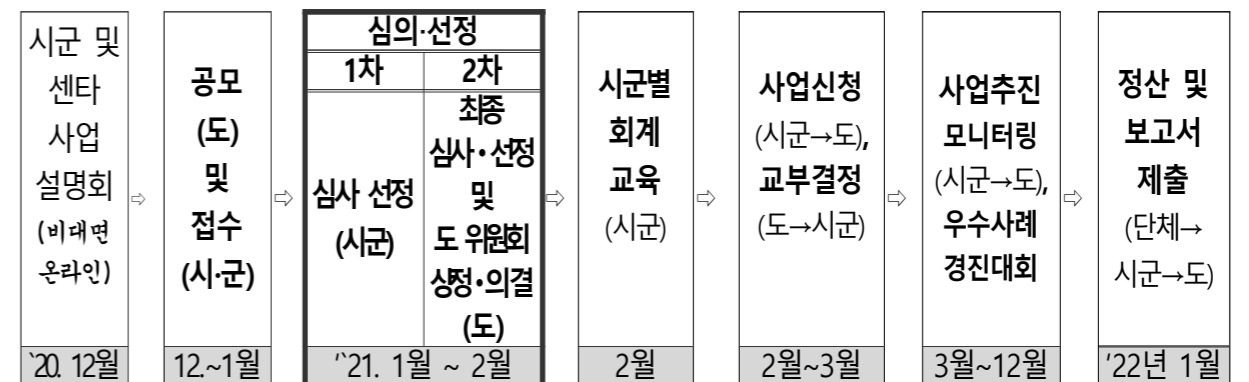 시군 및
센타
사업
설명회
(비대면
온라인)
`20. 12월
⇨
공모
(도)
및
접수
(시·군)
12.~1월
⇨
심의·선정
1차
심사 선정
(시군)
2차
최종
심사·선정
및
도 위원회
상정·의결
(도)
'`21. 1월 ~ 2월
⇨
시군별
회계
교육
(시군)
2월
⇨
사업신청
(시군→도),
교부결정
(도→시군)
2월~3월
⇨
사업추진
모니터링
(시군→도),
우수사례
경진대회
3월~12월
⇨
정산 및
보고서
제출
(단체→
시군→도)
'22년 1월